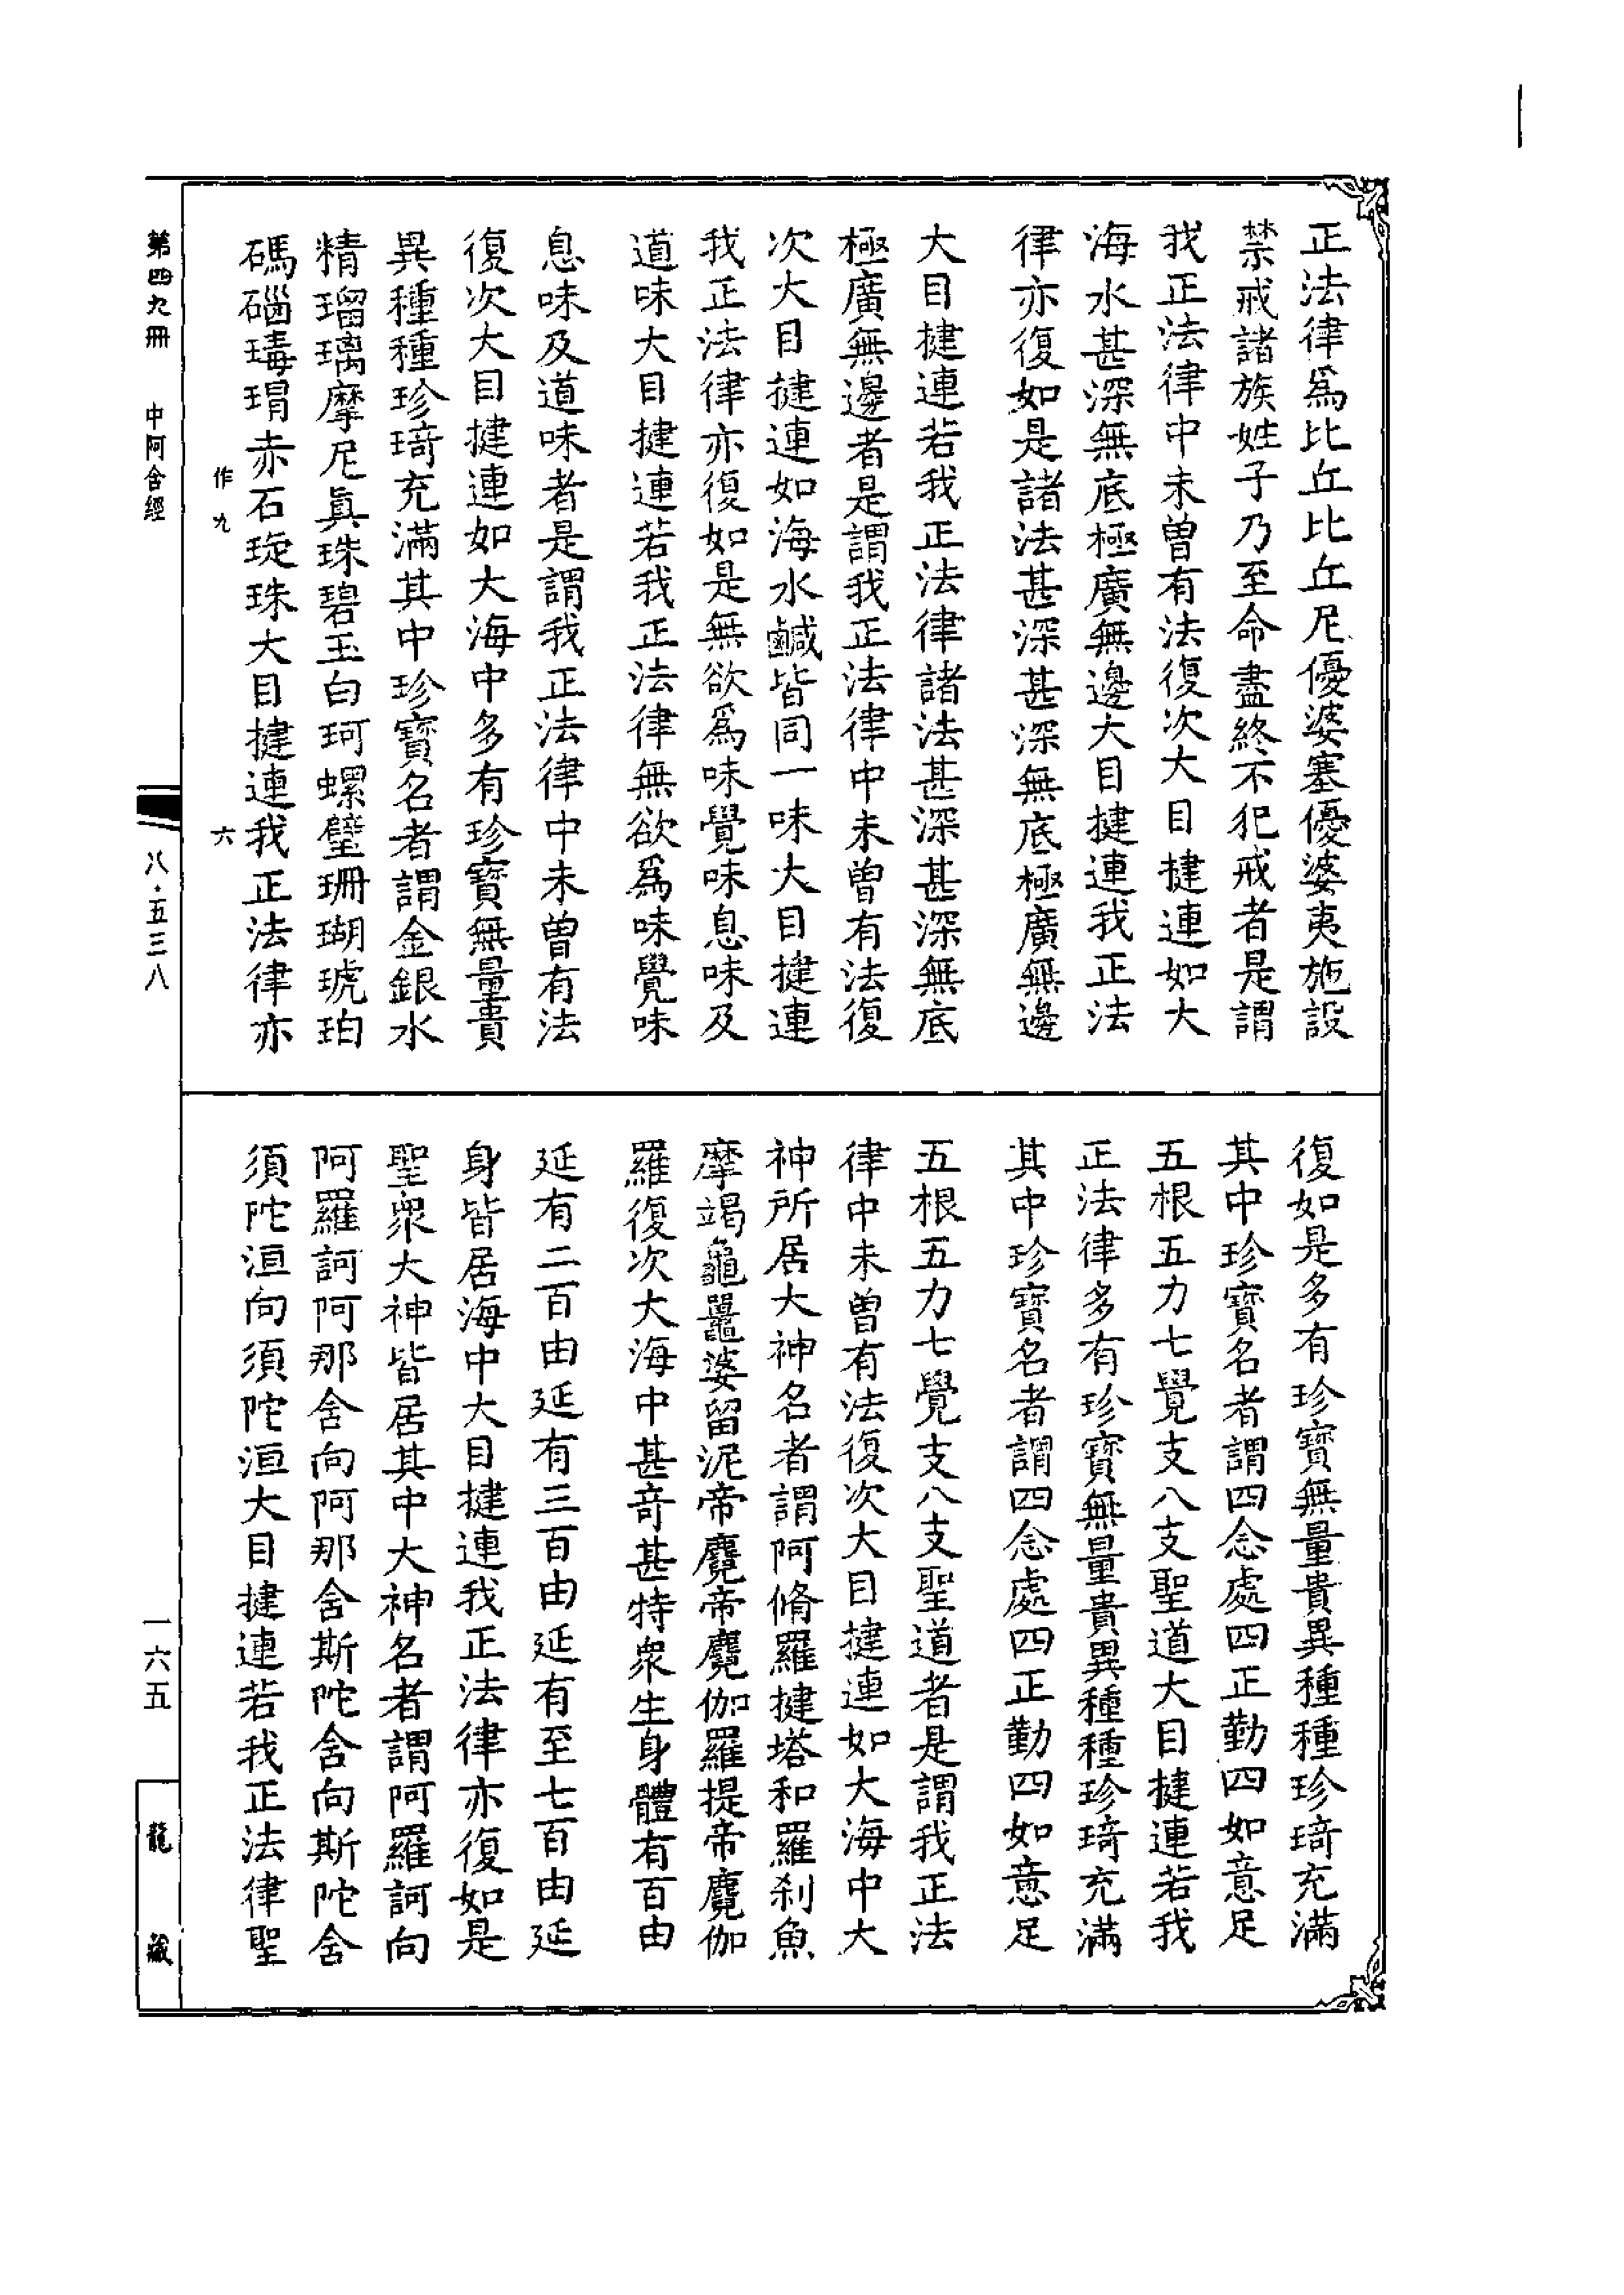 正法律爲比丘比丘尼優婆塞優婆夷施設
禁戒諸族姓子乃至命盡終不犯戒者是謂
我正法律中未曾有法復次大目揵連如大
海水甚深無底極廣無邊大目揵連我正法
律亦復如是諸法甚深甚深無底極廣無邊
大目揵連若我正法律諸法甚深甚深無底
極廣無邊者是謂我正法律中未曾有法復
次大目揵連如海水鹹皆同一味大目揵連
我正法律亦復如是無欲爲味覺味息味及
道味大目揵連若我正法律無欲爲味覺味
息味及道味者是謂我正法律中未曾有法
復次大目揵連如大海中多有珍寶無量貴
異種種珍琦充滿其中珍寶名者謂金銀水
精瑠璃摩尼眞珠碧玉白珂螺璧珊瑚琥珀
碼碯瑇瑁赤石琁珠大目揵連我正法律亦
作九 六
復如是多有珍寶無量貴異種種珍琦充滿
其中珍寶名者謂四念處四正勤四如意足
五根五力七覺支八支聖道大目揵連若我
正法律多有珍寶無量貴異種種珍琦充滿
其中珍寶名者謂四念處四正勤四如意足
五根五力七覺支八支聖道者是謂我正法
律中未曾有法復次大目揵連如大海中大
神所居大神名者謂阿脩羅揵塔和羅刹魚
摩竭龜鼉婆留泥帝麑帝麑伽羅提帝麑伽
羅復次大海中甚奇甚特衆生身體有百由
延有二百由延有三百由延有至七百由延
身皆居海中大目揵連我正法律亦復如是
聖衆大神皆居其中大神名者謂阿羅訶向
阿羅訶阿那含向阿那含斯陀含向斯陀含
須陀洹向須陀洹大目揵連若我正法律聖
第四九冊 中阿含經 八·五三八 一六五 龍藏